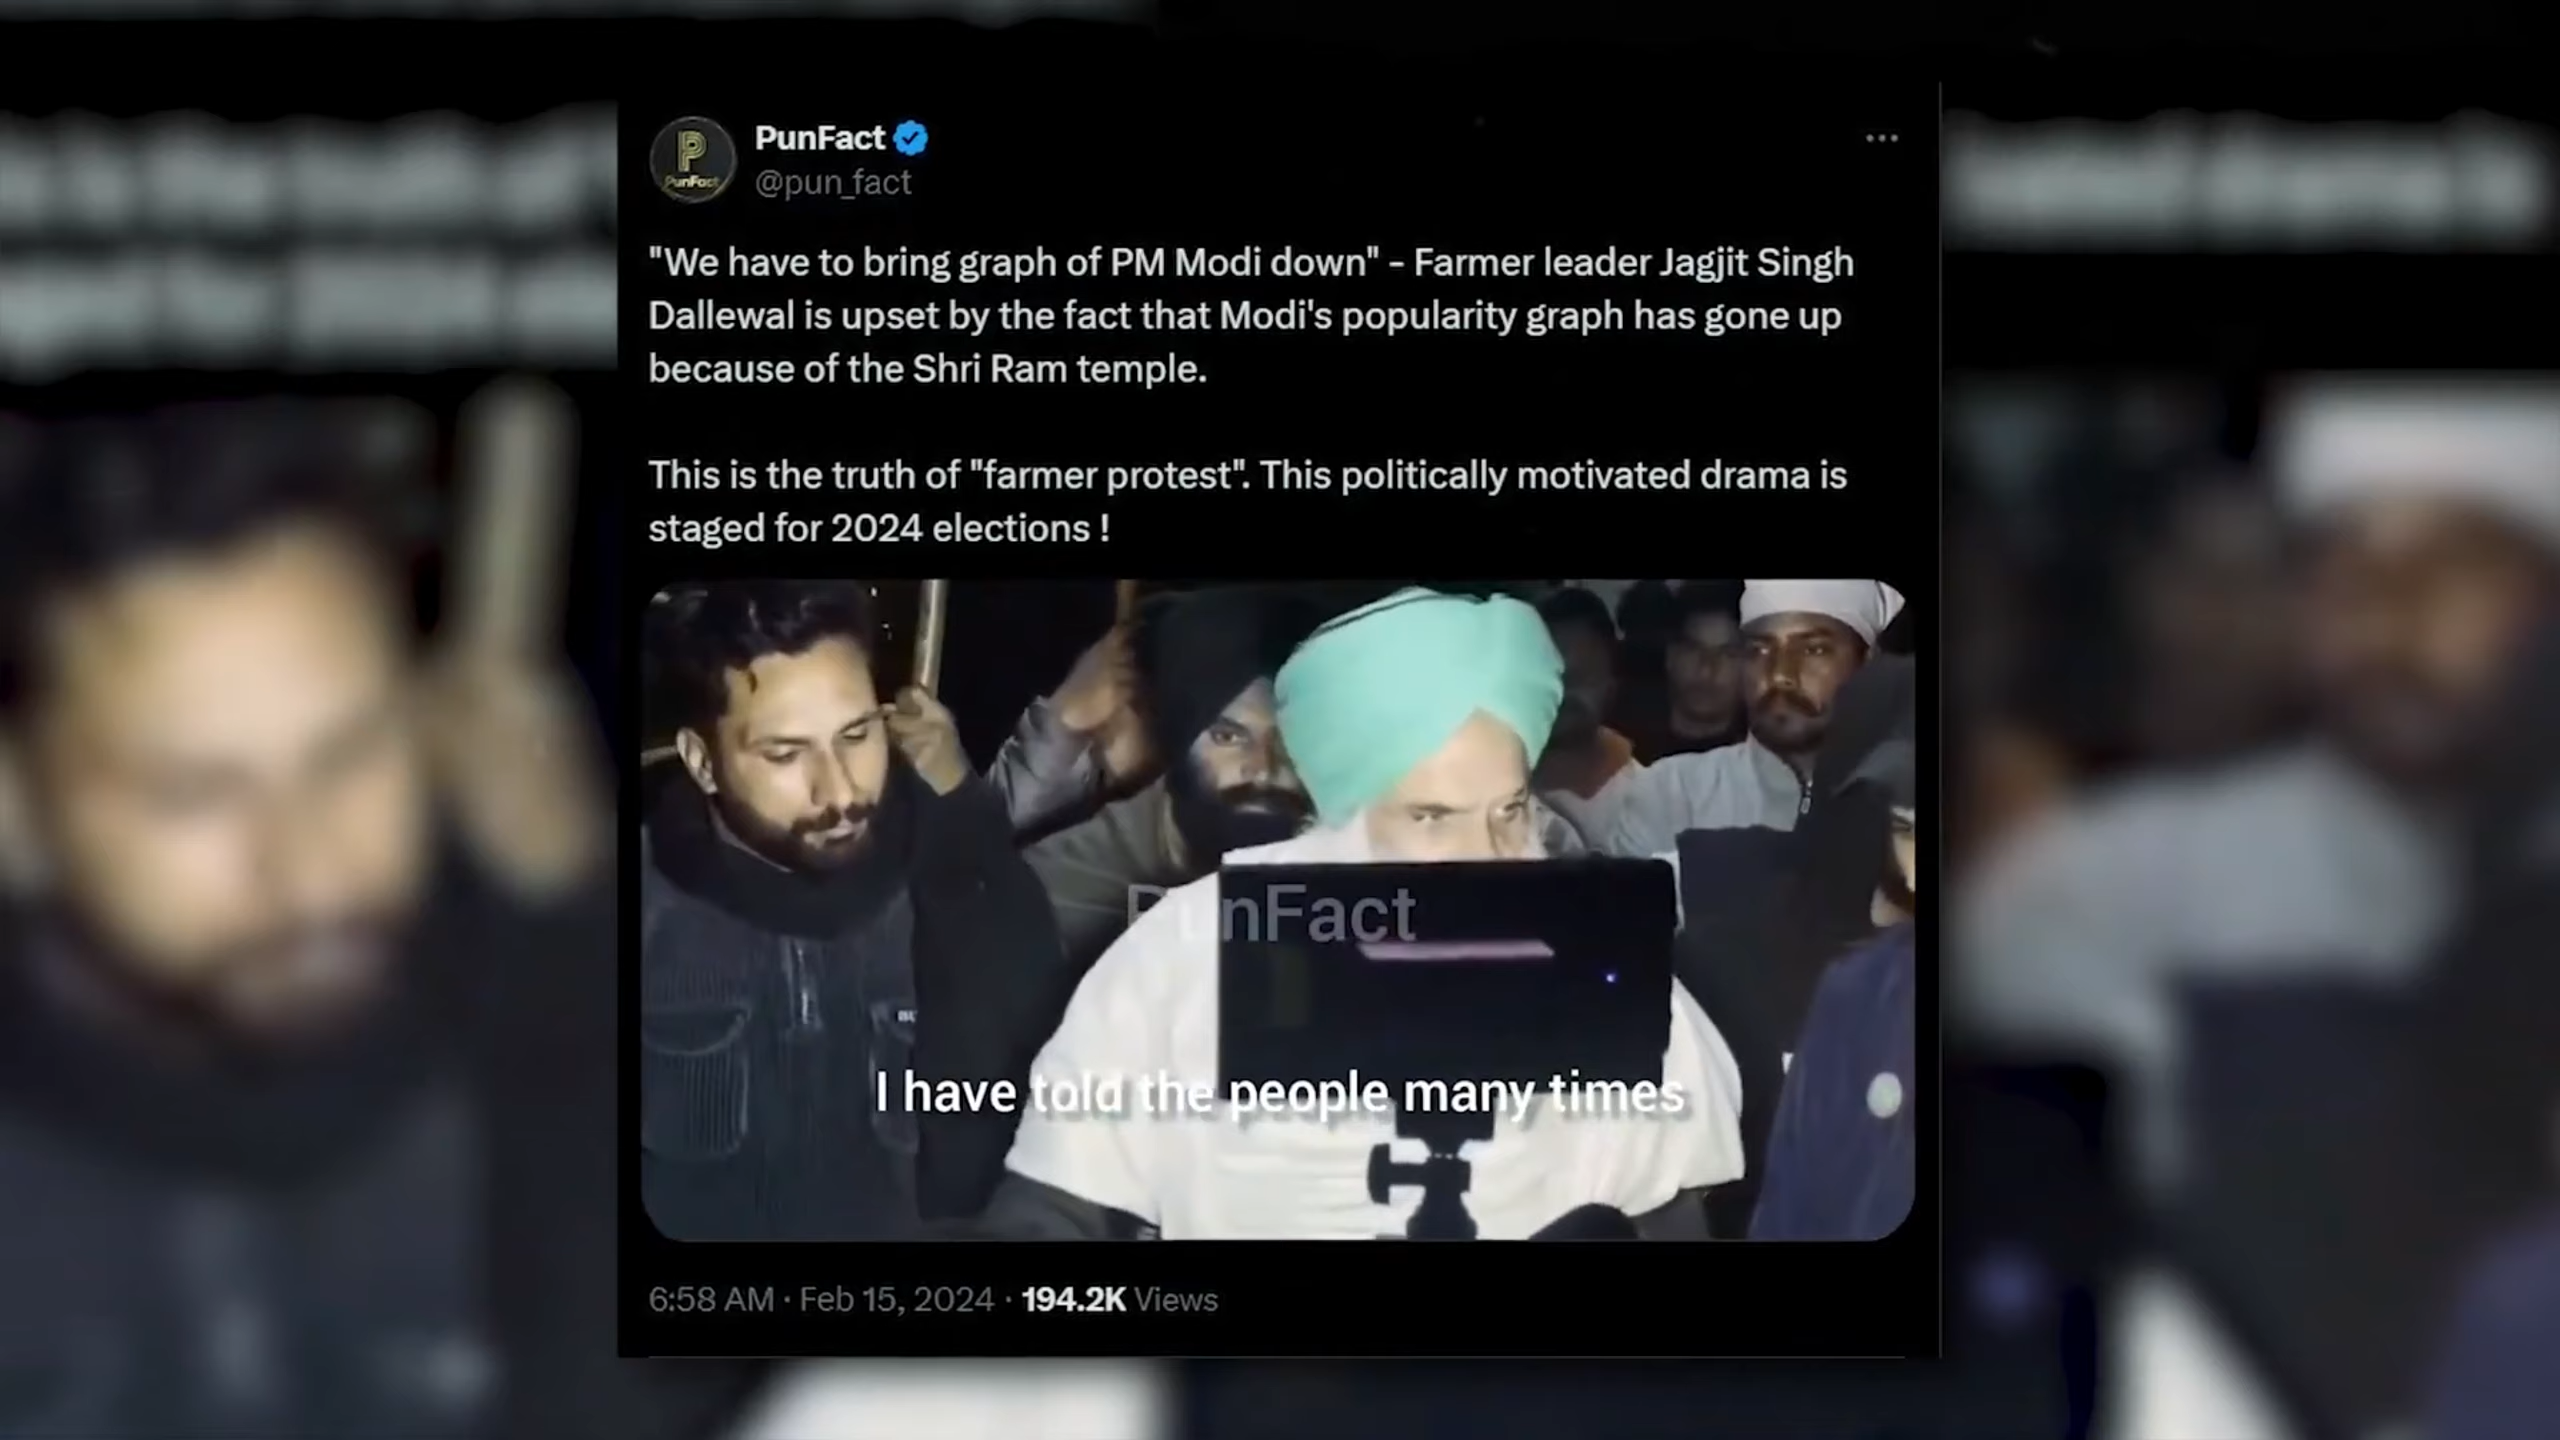 PunFact
@pun_fact
"We have to bring graph of PM Modi down" - Farmer leader Jagjit Singh
Dallewal is upset by the fact that Modi's popularity graph has gone up
because of the Shri Ram temple.
This is the truth of "farmer protest". This politically motivated drama is
staged for 2024 elections !
PunFact
I have told the people many times
6:58 AM · Feb 15, 2024 · 194.2K Views